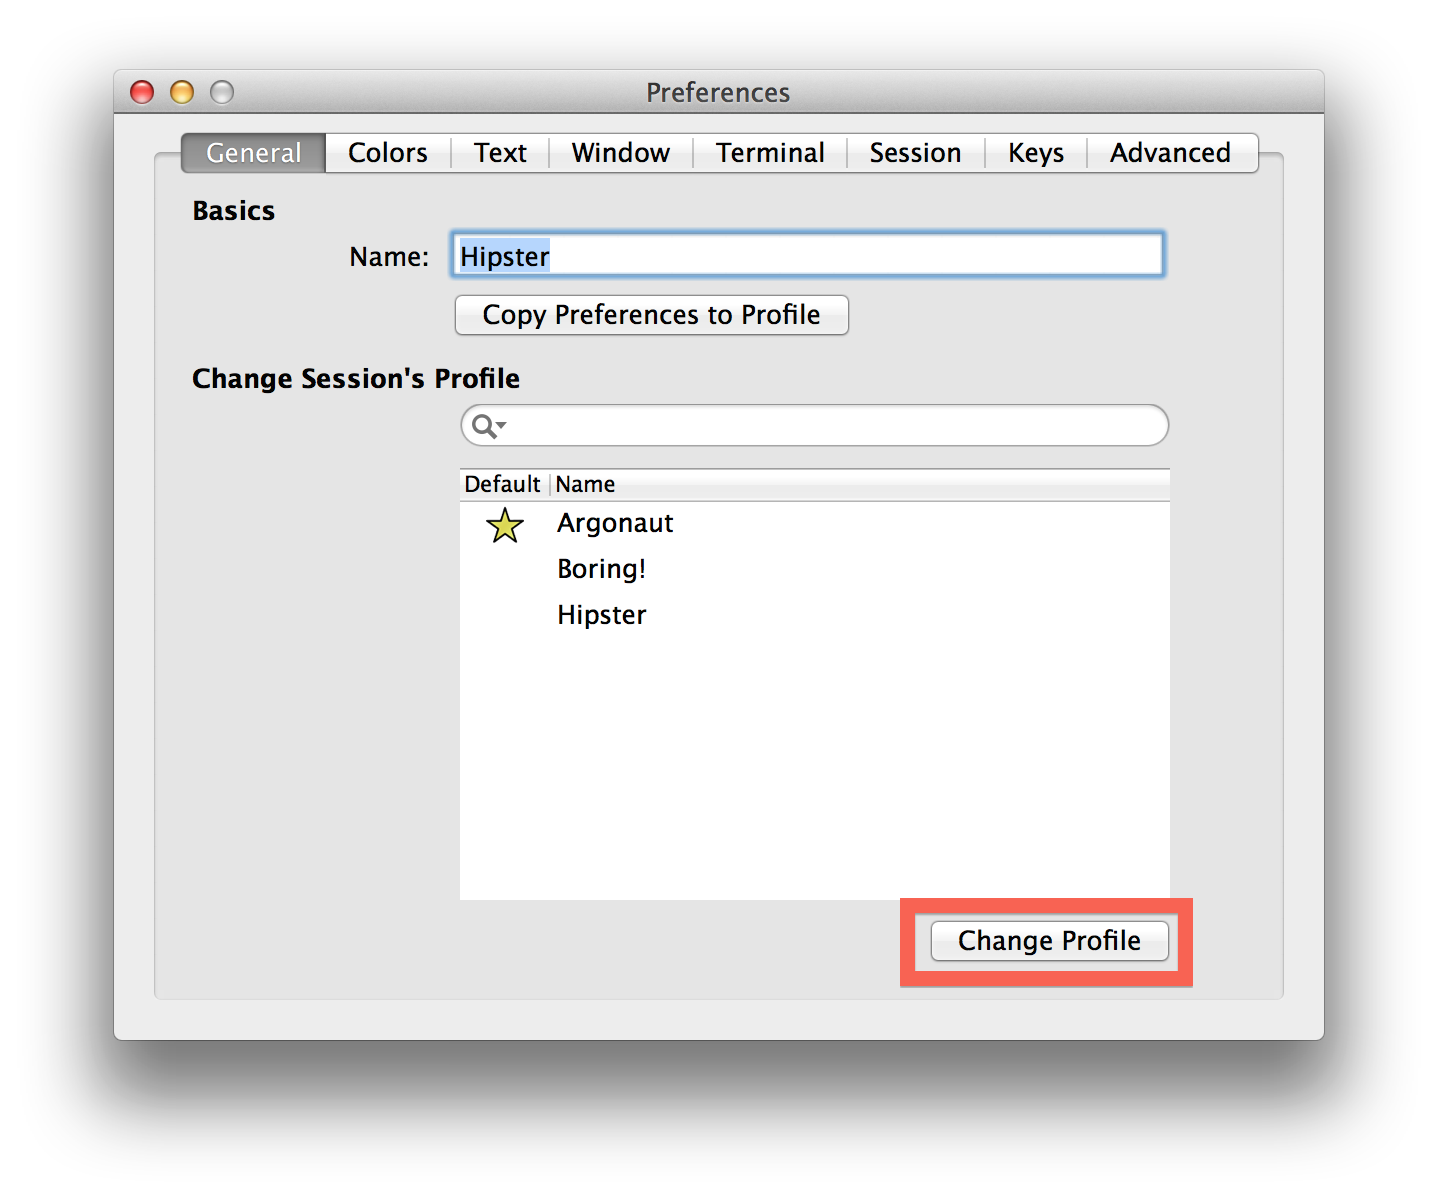 Preferences
General Colors Text Window Terminal Session Keys Advanced
Basics
Name: Hipster
Copy Preferences to Profile
Change Session's Profile
Default Name
Argonaut
Boring!
Hipster
Change Profile